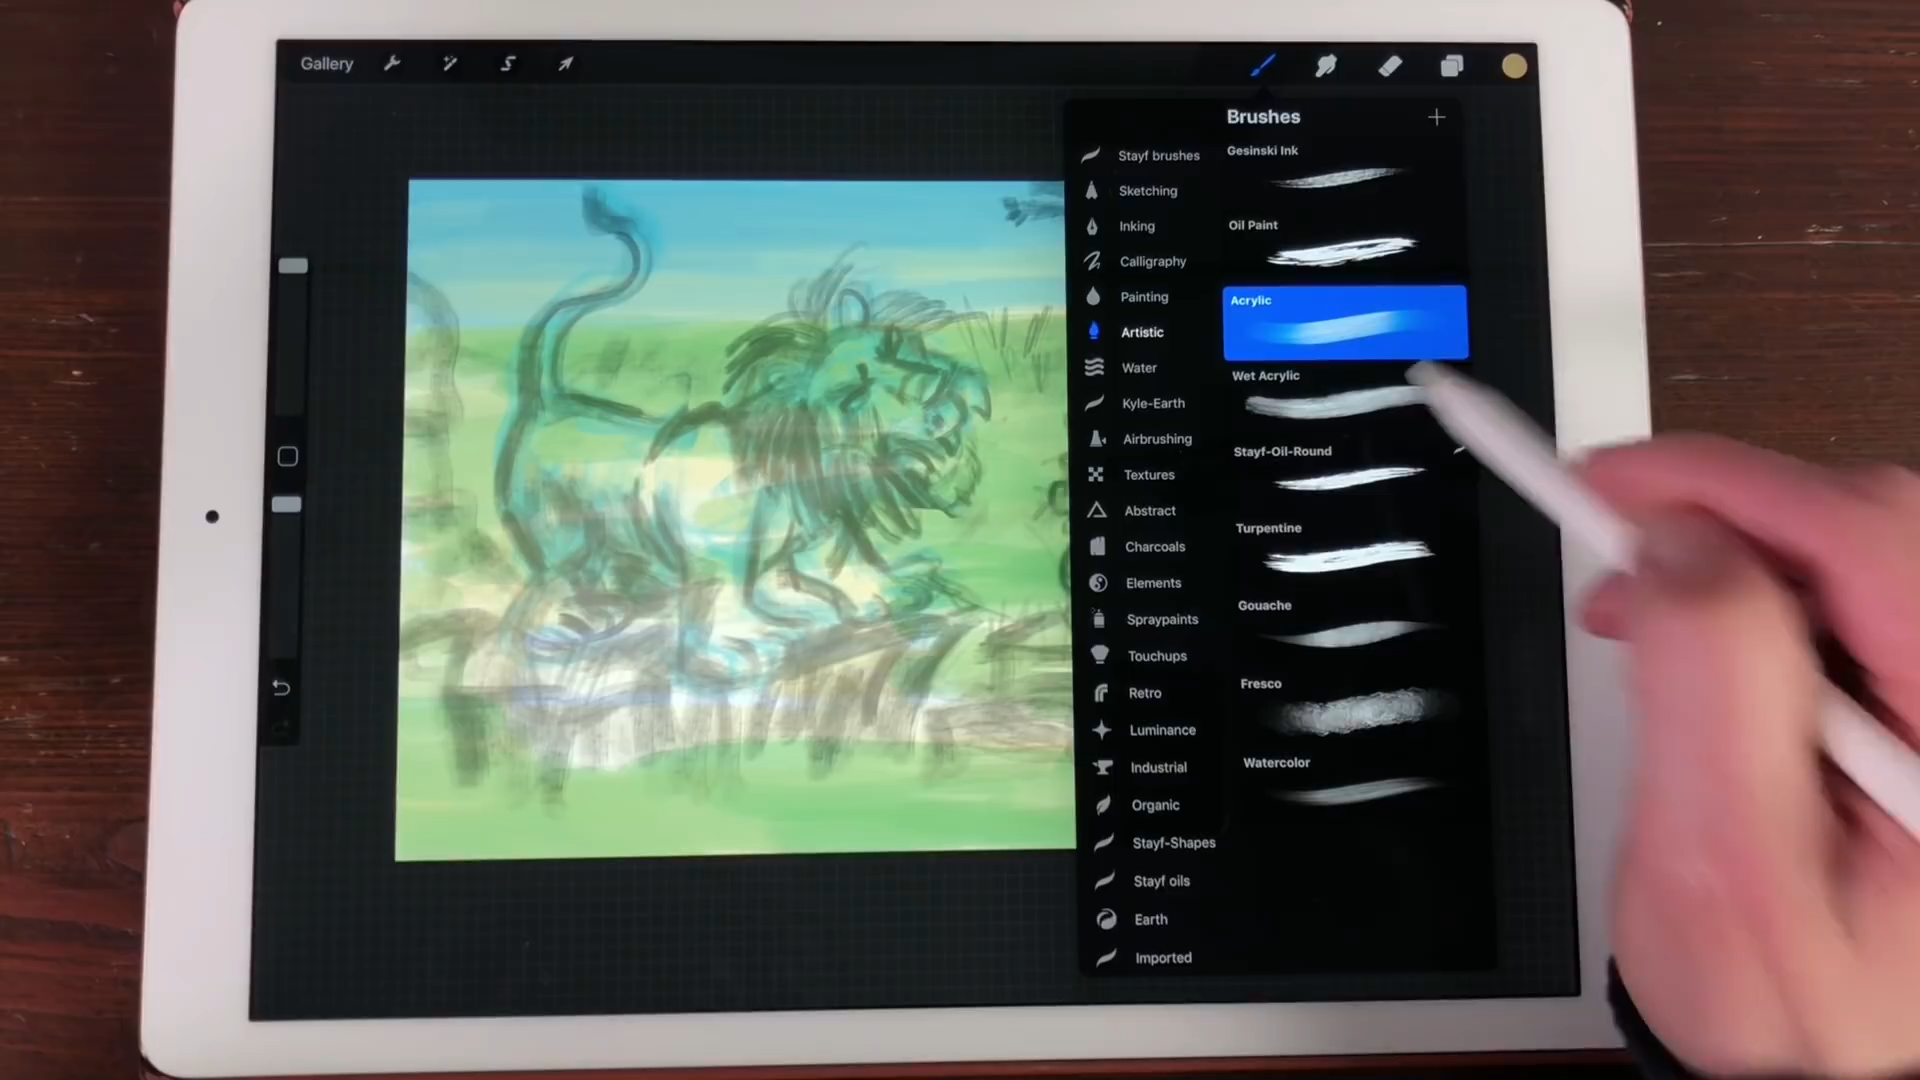 Gallery
Brushes
Stayf brushes
Sketching
Inking
Calligraphy
Painting
Artistic
Water
Kyle-Earth
Airbrushing
Textures
Abstract
Charcoals
Elements
Spraypaints
Touchups
Retro
Luminance
Industrial
Organic
Stayf-Shapes
Stayf oils
Earth
Imported
Gesinski Ink
Oil Paint
Acrylic
Wet Acrylic
Stayf-Oil-Round
Turpentine
Gouache
Fresco
Watercolor